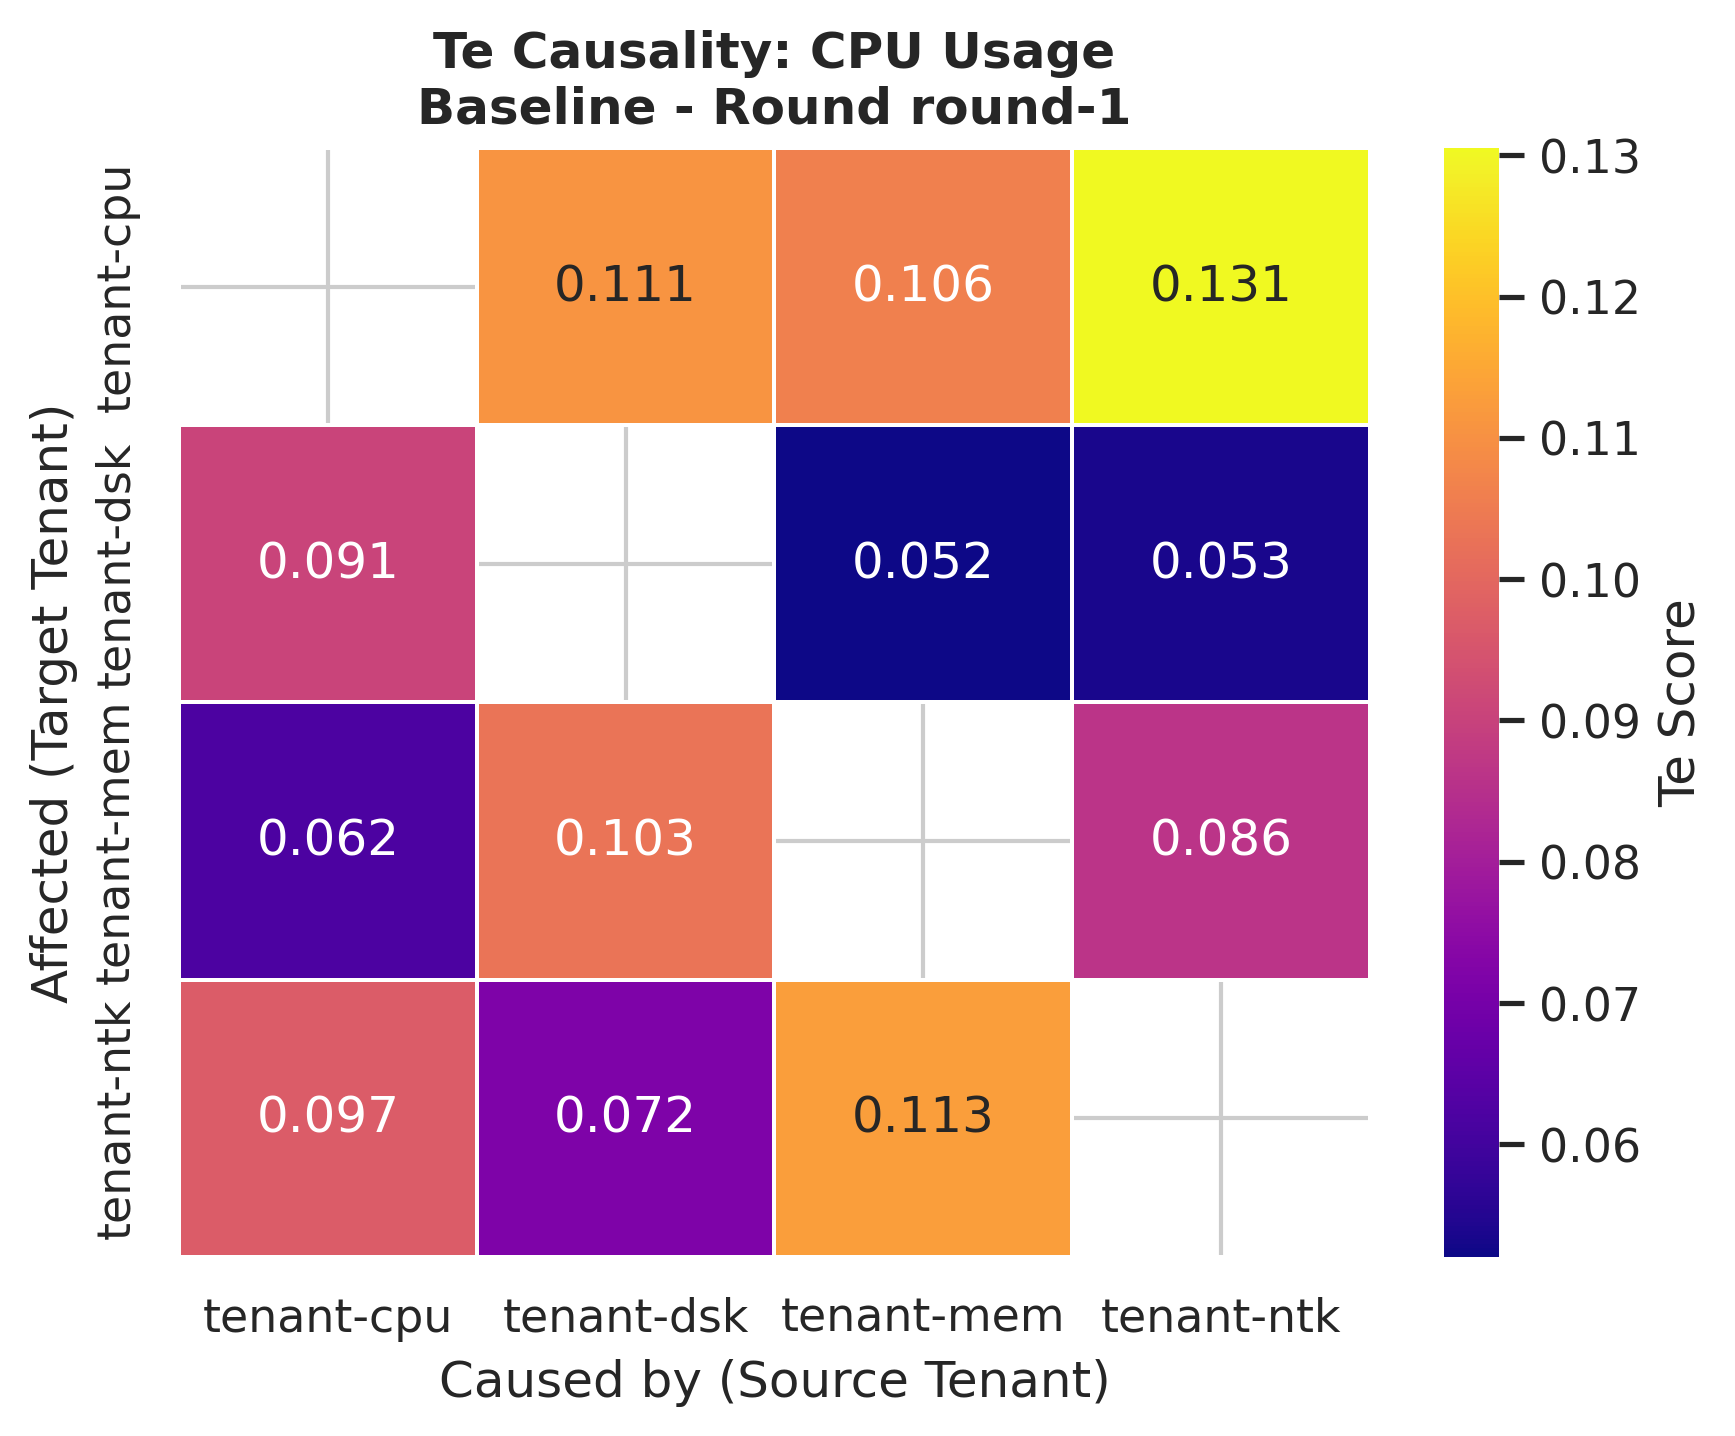 Te Causality: CPU Usage
Baseline - Round round-1
Affected (Target Tenant)
tenant-cpu
0.111 0.106 0.131
tenant-dsk
0.091 0.052 0.053
tenant-mem
0.062 0.103 0.086
tenant-ntk
0.097 0.072 0.113
tenant-cpu tenant-dsk tenant-mem tenant-ntk
Caused by (Source Tenant)
0.13
0.12
0.11
0.10
0.09
0.08
0.07
0.06
Te Score